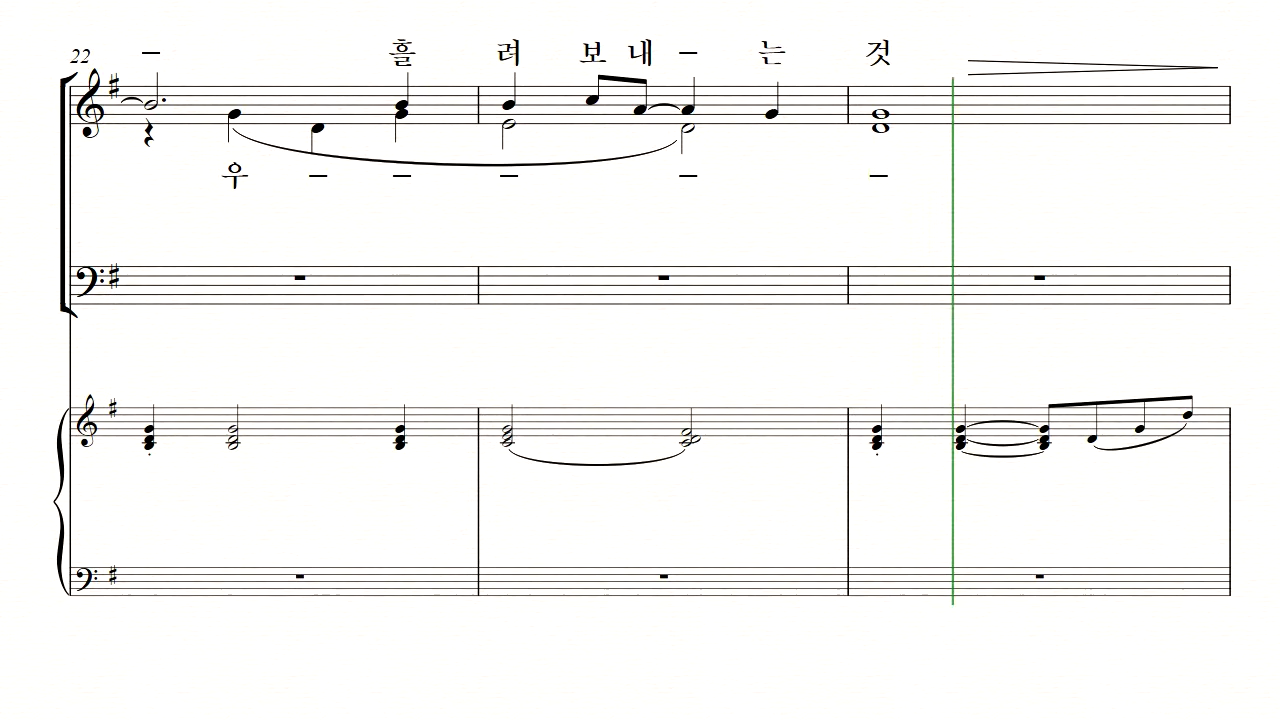 22 – 흘 려 보 내 – 는 것
우 – – – – –